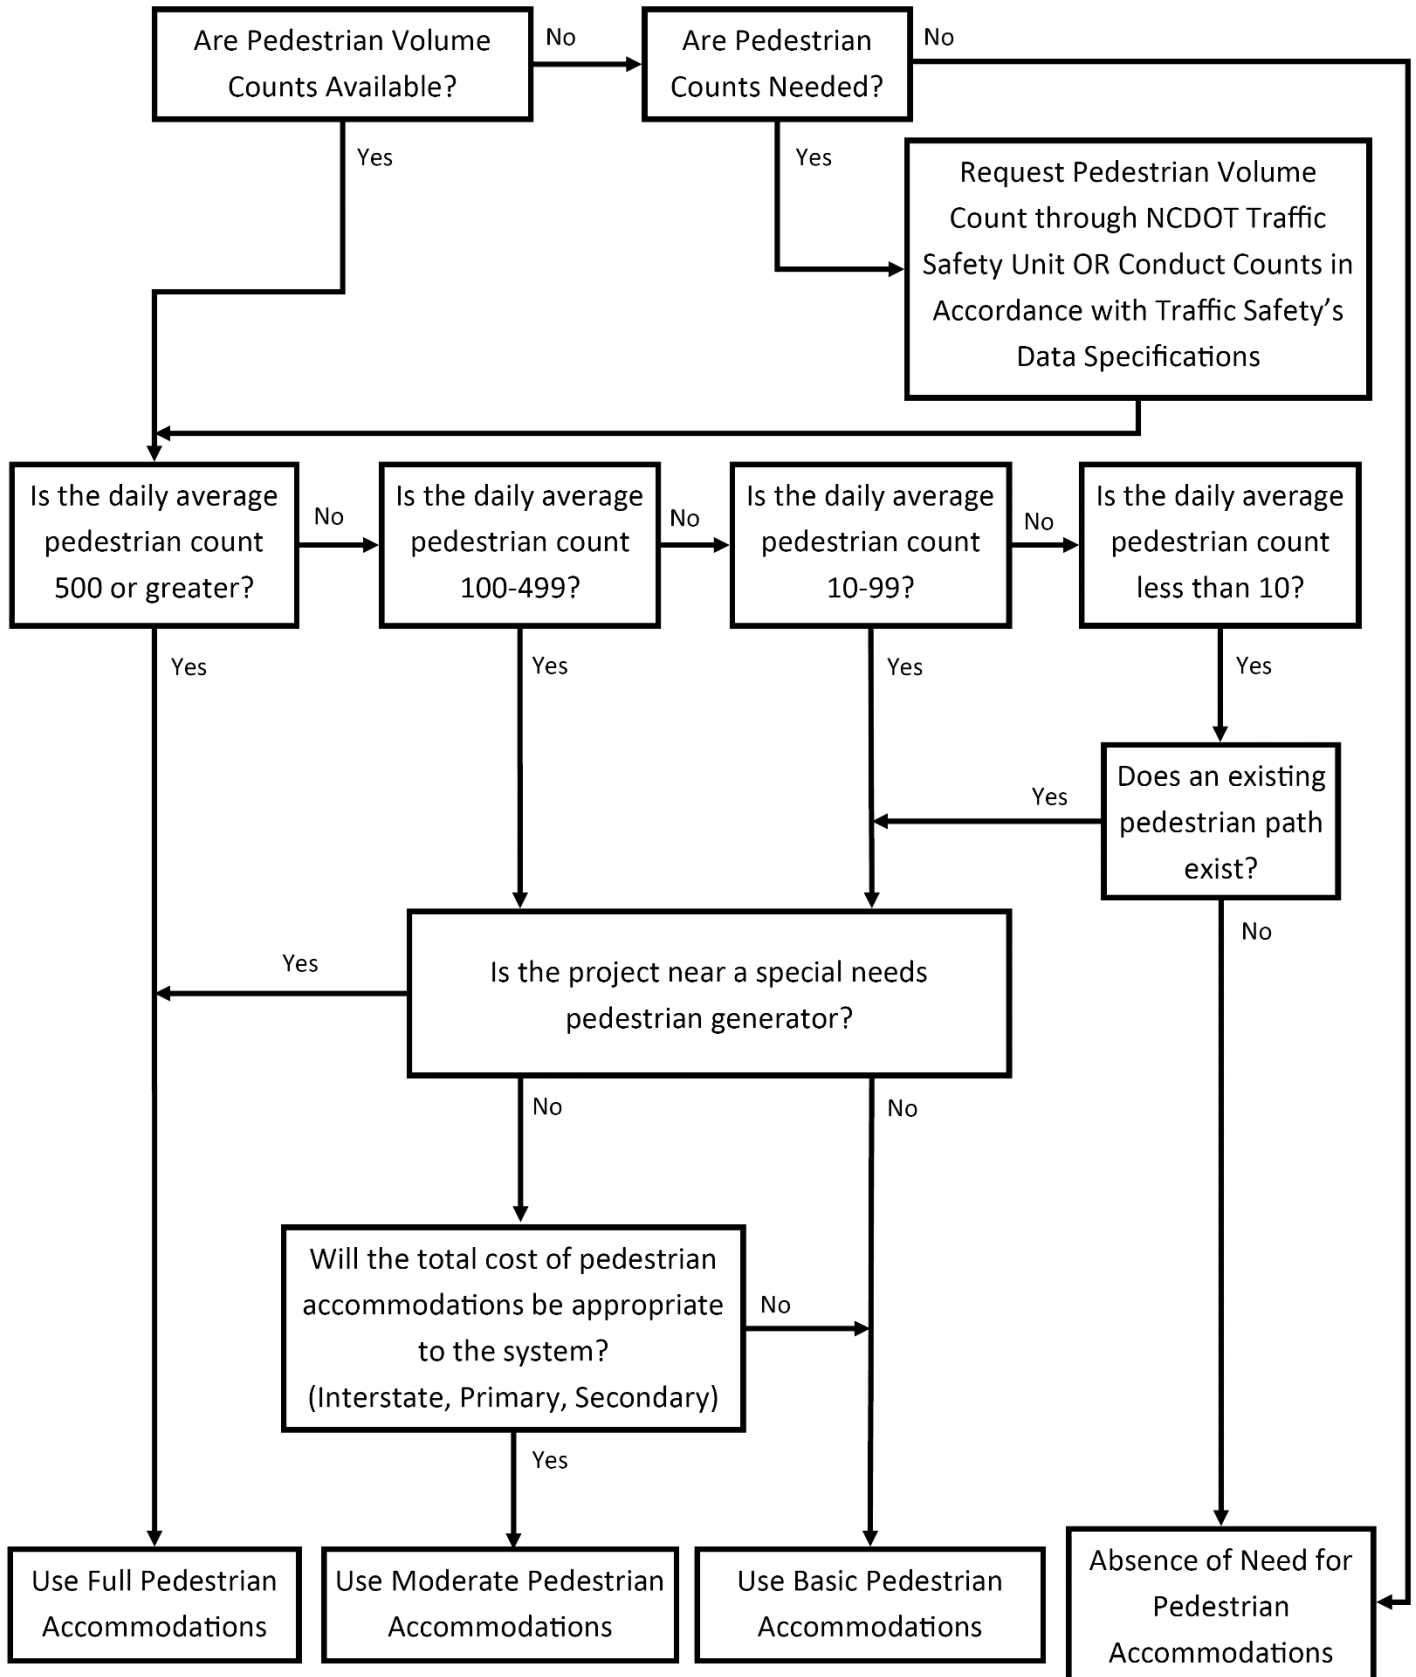 Are Pedestrian Volume
Counts Available?
No
Are Pedestrian
Counts Needed?
No
Yes
Yes
Request Pedestrian Volume
Count through NCDOT Traffic
Safety Unit OR Conduct Counts in
Accordance with Traffic Safety’s
Data Specifications
Is the daily average
pedestrian count
500 or greater?
No
Is the daily average
pedestrian count
100-499?
No
Is the daily average
pedestrian count
10-99?
No
Is the daily average
pedestrian count
less than 10?
Yes
Yes
Yes
Yes
Does an existing
pedestrian path
exist?
Yes
No
Is the project near a special needs
pedestrian generator?
Yes
No
No
Will the total cost of pedestrian
accommodations be appropriate
to the system?
(Interstate, Primary, Secondary)
No
Yes
Use Full Pedestrian
Accommodations
Use Moderate Pedestrian
Accommodations
Use Basic Pedestrian
Accommodations
Absence of Need for
Pedestrian
Accommodations